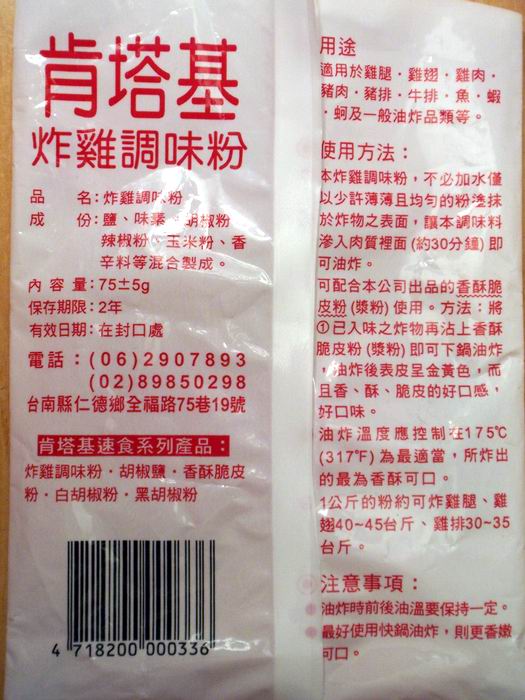 肯塔基
炸雞調味粉
品　　名:炸雞調味粉
成　　份:鹽、味素、胡椒粉
辣椒粉、玉米粉、香
辛料等混合製成。
內 容 量:75±5g
保存期限:2年
有效日期:在封口處
電話:(06)2907893
(02)89850298
台南縣仁德鄉全福路75巷19號
肯塔基速食系列產品:
炸雞調味粉·胡椒鹽·香酥脆皮
粉·白胡椒粉·黑胡椒粉
4 718200 000336
用途
適用於雞腿·雞翅·雞肉·
豬肉·豬排·牛排·魚·蝦
·蚵及一般油炸品類等。
使用方法:
本炸雞調味粉,不必加水僅
以少許薄薄且均勻的粉塗抹
於炸物之表面,讓本調味料
滲入肉質裡面(約30分鐘)即
可油炸。
可配合本公司出品的香酥脆
皮粉(漿粉)使用。方法:將
①已入味之炸物再沾上香酥
脆皮粉(漿粉)即可下鍋油炸
,油炸後表皮呈金黃色,而
且香、酥、脆皮的好口感,
好口味。
油炸溫度應控制在175℃
(317℉)為最適當,所炸出
的最為香酥可口。
1公斤的粉約可炸雞腿、雞
翅40~45台斤、雞排30~35
台斤。
注意事項:
●油炸時前後油溫要保持一定。
●最好使用快鍋油炸,則更香嫩
可口。